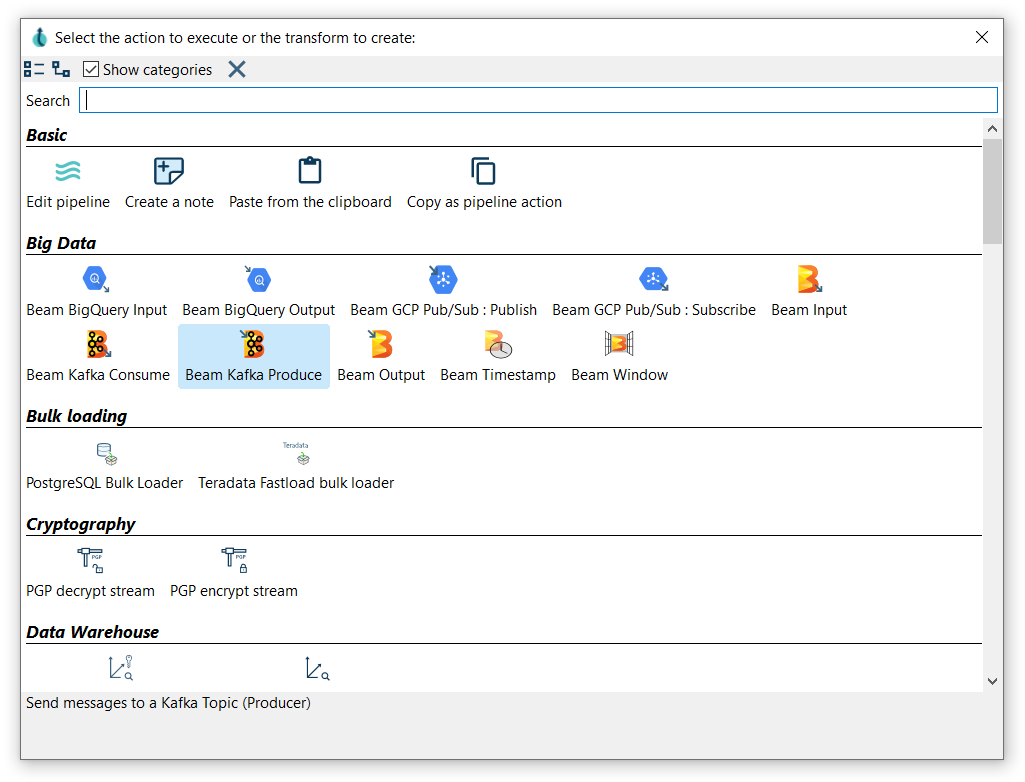 Select the action to execute or the transform to create:
Show categories
Search
Basic
Edit pipeline Create a note Paste from the clipboard Copy as pipeline action
Big Data
Beam BigQuery Input Beam BigQuery Output Beam GCP Pub/Sub : Publish Beam GCP Pub/Sub : Subscribe Beam Input
Beam Kafka Consume Beam Kafka Produce Beam Output Beam Timestamp Beam Window
Bulk loading
Teradata
PostgreSQL Bulk Loader Teradata Fastload bulk loader
Cryptography
PGP PGP
PGP decrypt stream PGP encrypt stream
Data Warehouse
Send messages to a Kafka Topic (Producer)